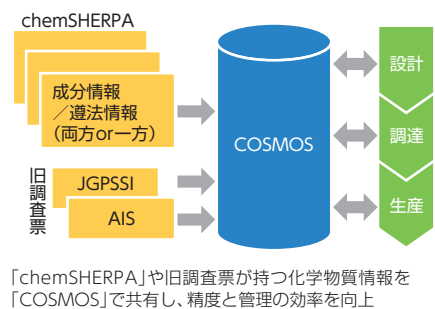 chemSHERPA
成分情報
／遵法情報
(両方or一方)
旧調査票
JGPSSI
AIS
COSMOS
設計
調達
生産
「chemSHERPA」や旧調査票が持つ化学物質情報を
「COSMOS」で共有し、精度と管理の効率を向上